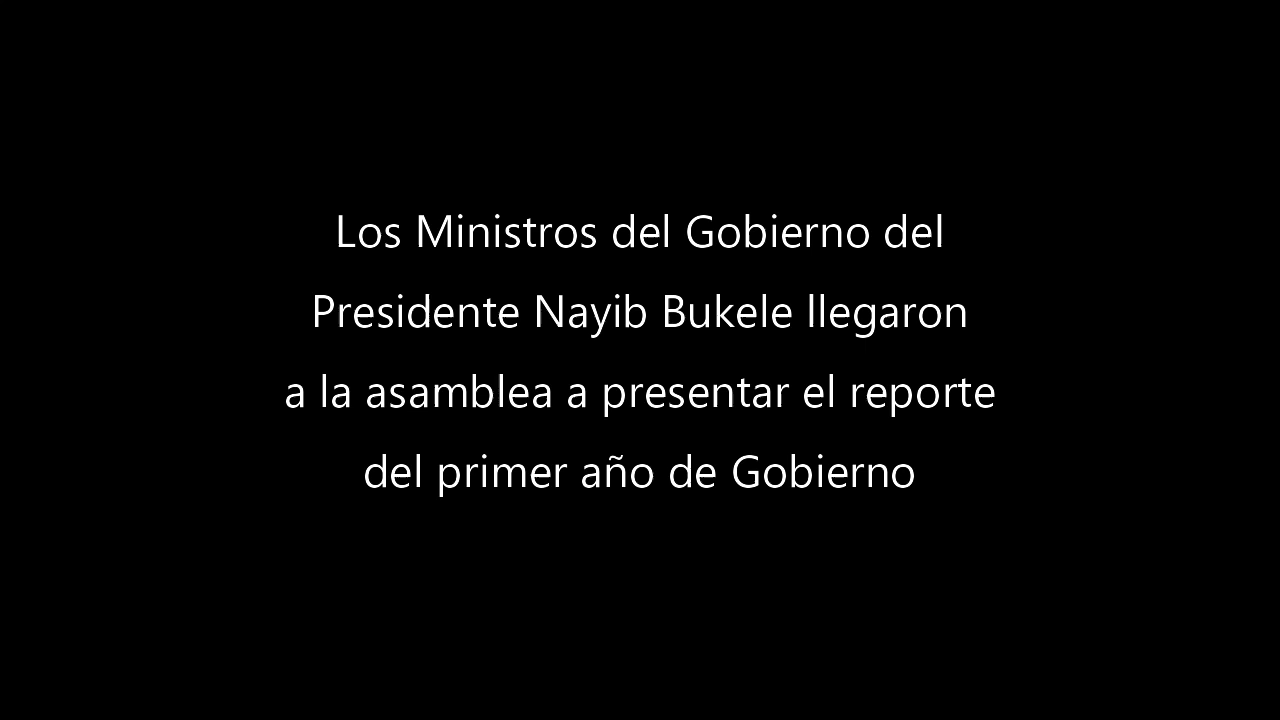 Los Ministros del Gobierno del
Presidente Nayib Bukele llegaron
a la asamblea a presentar el reporte
del primer año de Gobierno